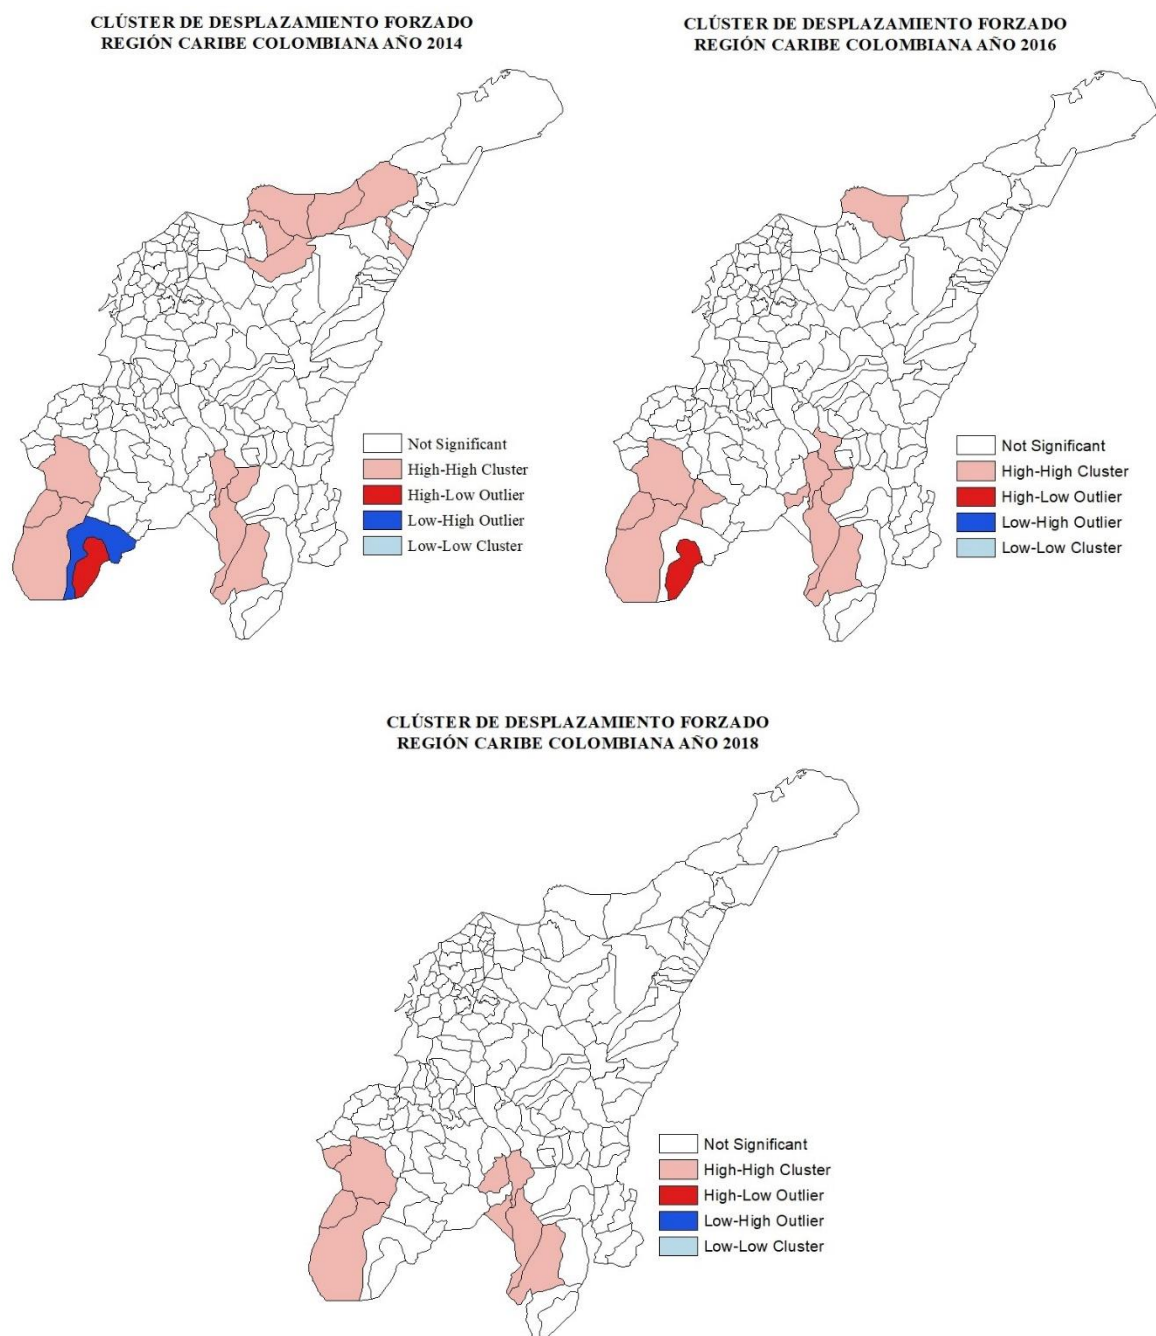 CLÚSTER DE DESPLAZAMIENTO FORZADO
REGIÓN CARIBE COLOMBIANA AÑO 2014
Not Significant
High-High Cluster
High-Low Outlier
Low-High Outlier
Low-Low Cluster
CLÚSTER DE DESPLAZAMIENTO FORZADO
REGIÓN CARIBE COLOMBIANA AÑO 2016
Not Significant
High-High Cluster
High-Low Outlier
Low-High Outlier
Low-Low Cluster
CLÚSTER DE DESPLAZAMIENTO FORZADO
REGIÓN CARIBE COLOMBIANA AÑO 2018
Not Significant
High-High Cluster
High-Low Outlier
Low-High Outlier
Low-Low Cluster